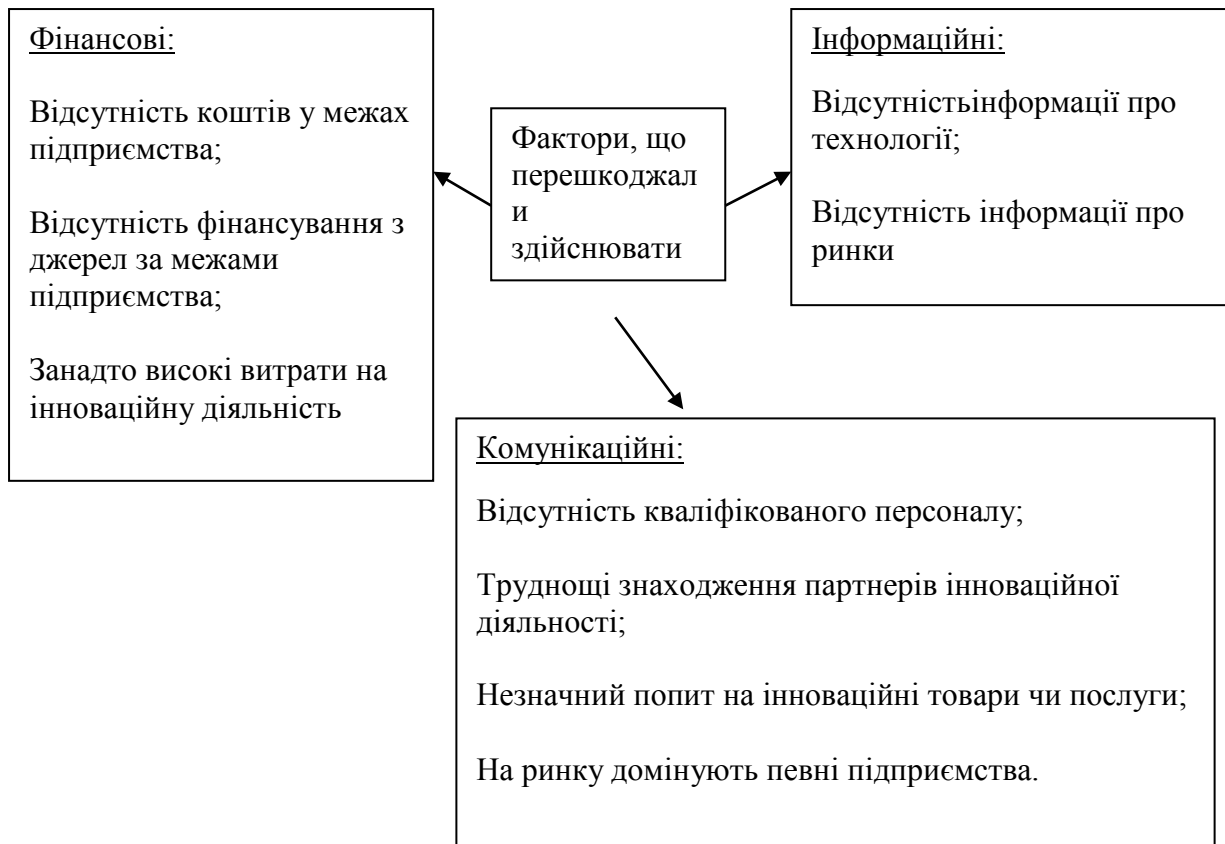 Фінансові:
Відсутність коштів у межах
підприємства;
Відсутність фінансування з
джерел за межами
підприємства;
Занадто високі витрати на
інноваційну діяльність
Фактори, що
перешкоджал
и
здійснювати
Інформаційні:
Відсутністьінформації про
технології;
Відсутність інформації про
ринки
Комунікаційні:
Відсутність кваліфікованого персоналу;
Труднощі знаходження партнерів інноваційної
діяльності;
Незначний попит на інноваційні товари чи послуги;
На ринку домінують певні підприємства.